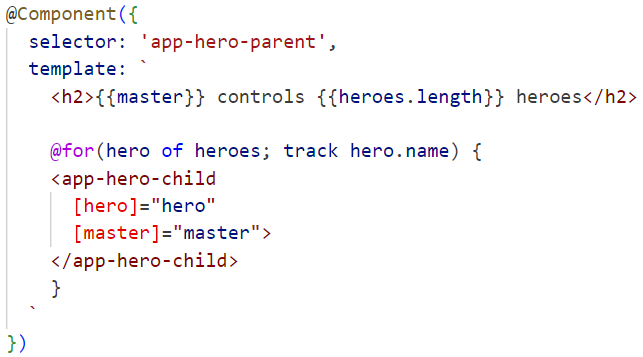 @Component({
  selector: 'app-hero-parent',
  template: `
    <h2>{{master}} controls {{heroes.length}} heroes</h2>

    @for(hero of heroes; track hero.name) {
    <app-hero-child
      [hero]="hero"
      [master]="master">
    </app-hero-child>
    }
  `
})